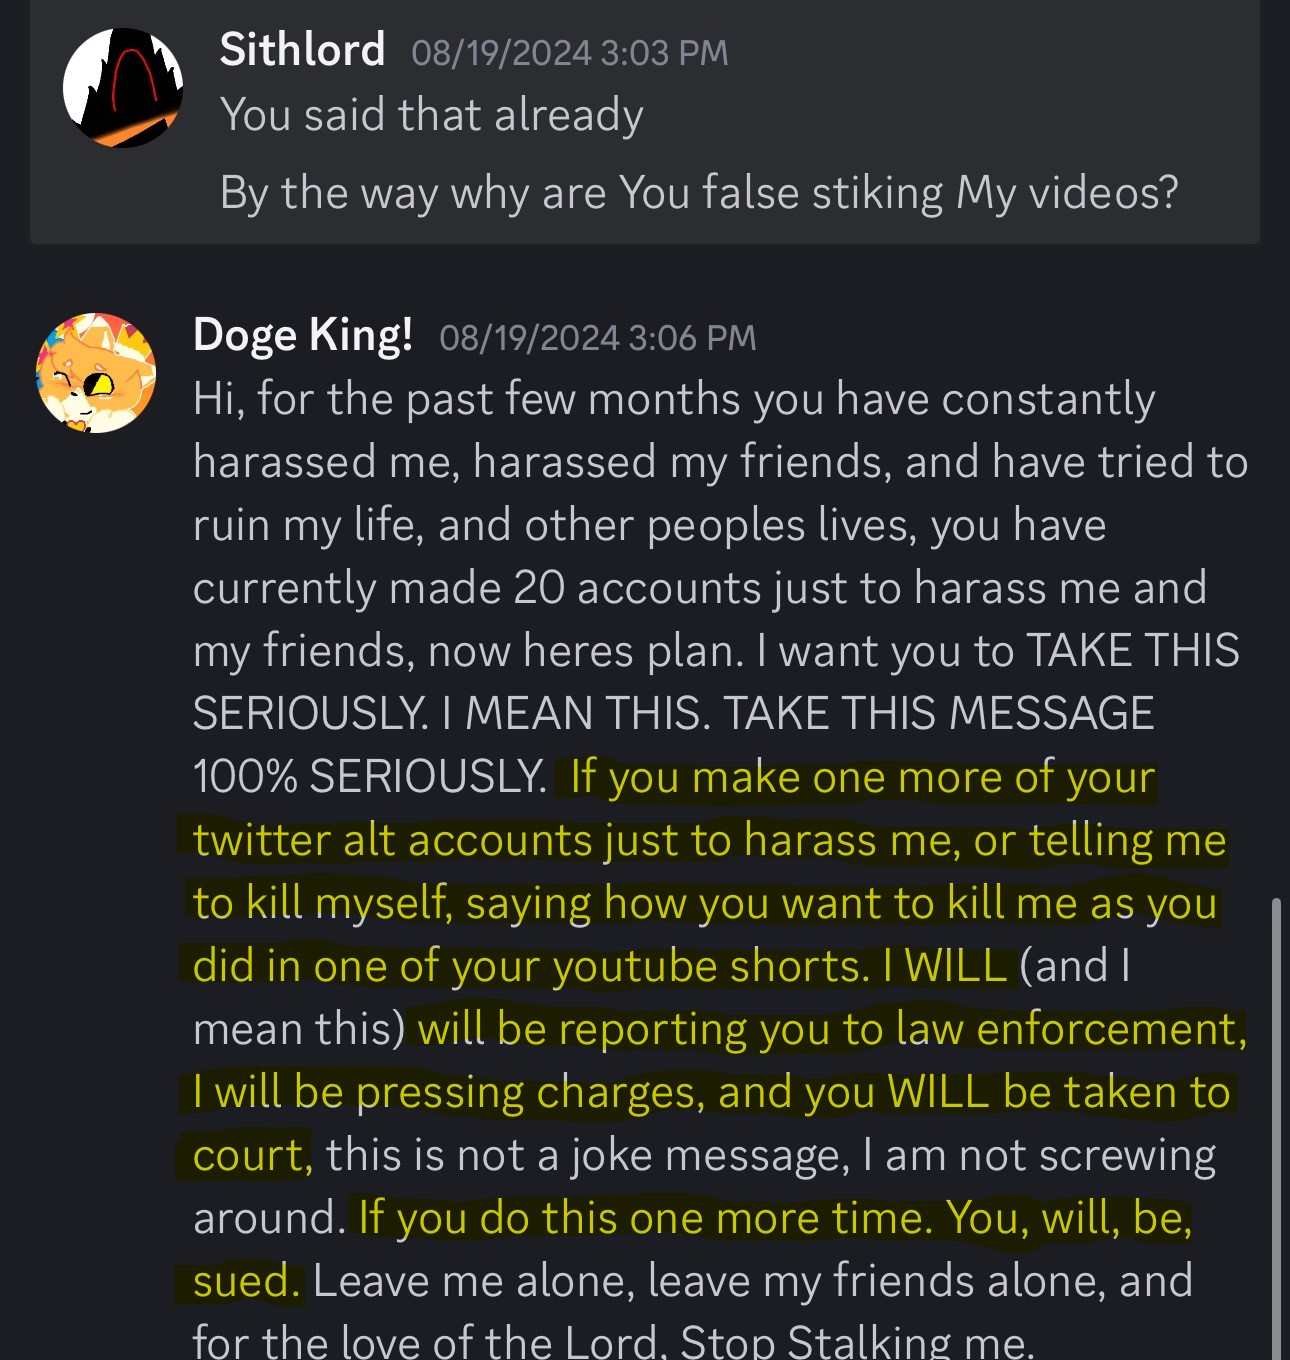 Sithlord 08/19/2024 3:03 PM
You said that already
By the way why are You false stiking My videos?
Doge King! 08/19/2024 3:06 PM
Hi, for the past few months you have constantly
harassed me, harassed my friends, and have tried to
ruin my life, and other peoples lives, you have
currently made 20 accounts just to harass me and
my friends, now heres plan. I want you to TAKE THIS
SERIOUSLY. I MEAN THIS. TAKE THIS MESSAGE
100% SERIOUSLY. If you make one more of your
twitter alt accounts just to harass me, or telling me
to kill myself, saying how you want to kill me as you
did in one of your youtube shorts. I WILL (and I
mean this) will be reporting you to law enforcement,
I will be pressing charges, and you WILL be taken to
court, this is not a joke message, I am not screwing
around. If you do this one more time. You, will, be,
sued. Leave me alone, leave my friends alone, and
for the love of the Lord, Stop Stalking me.